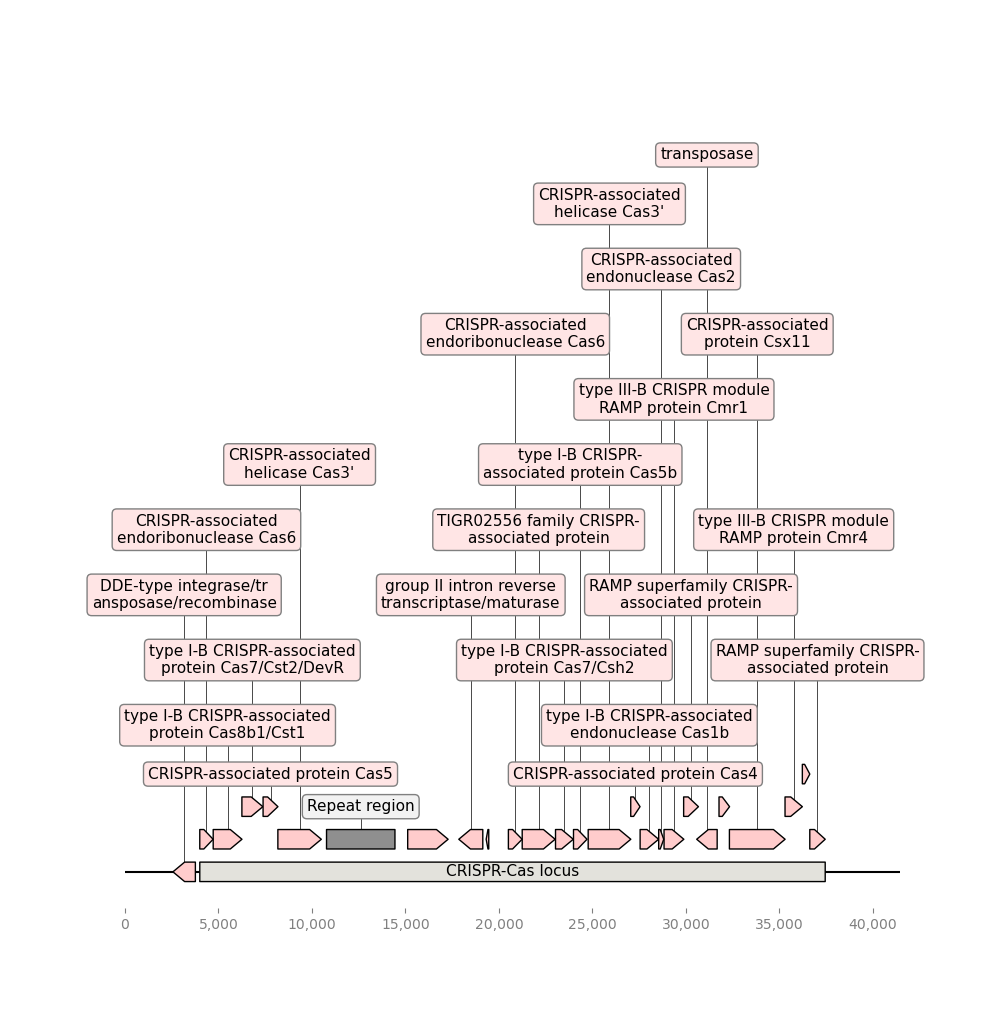 transposase
CRISPR-associated
helicase Cas3'
CRISPR-associated
endonuclease Cas2
CRISPR-associated
endoribonuclease Cas6
CRISPR-associated
protein Csx11
type III-B CRISPR module
RAMP protein Cmr1
CRISPR-associated
helicase Cas3'
type I-B CRISPR-
associated protein Cas5b
CRISPR-associated
endoribonuclease Cas6
TIGR02556 family CRISPR-
associated protein
type III-B CRISPR module
RAMP protein Cmr4
DDE-type integrase/tr
ansposase/recombinase
group II intron reverse
transcriptase/maturase
RAMP superfamily CRISPR-
associated protein
type I-B CRISPR-associated
protein Cas7/Cst2/DevR
type I-B CRISPR-associated
protein Cas7/Csh2
RAMP superfamily CRISPR-
associated protein
type I-B CRISPR-associated
protein Cas8b1/Cst1
type I-B CRISPR-associated
endonuclease Cas1b
CRISPR-associated protein Cas5
CRISPR-associated protein Cas4
Repeat region
CRISPR-Cas locus
0
5,000
10,000
15,000
20,000
25,000
30,000
35,000
40,000